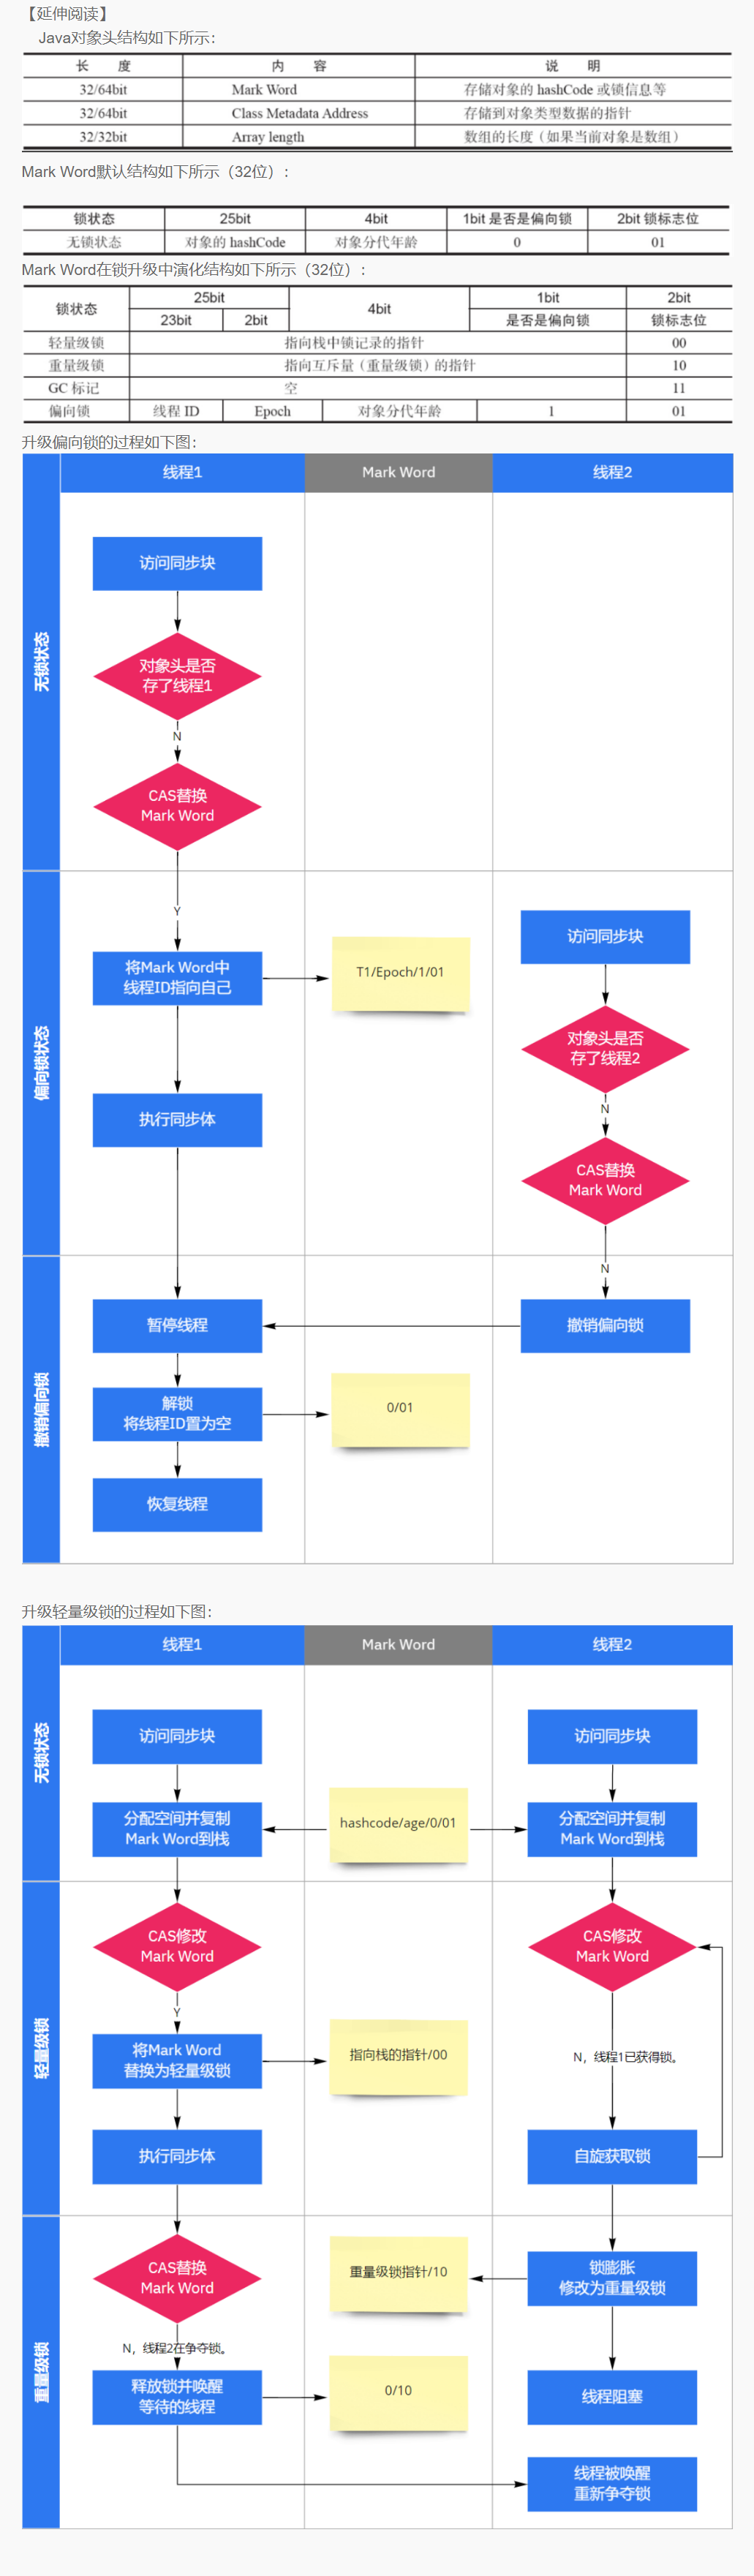 【延伸阅读】
Java对象头结构如下所示：
长 度 内 容 说 明
32/64bit Mark Word 存储对象的 hashCode 或锁信息等
32/64bit Class Metadata Address 存储到对象类型数据的指针
32/32bit Array length 数组的长度（如果当前对象是数组）
Mark Word默认结构如下所示（32位）：
锁状态 25bit 4bit 1bit 是否是偏向锁 2bit 锁标志位
无锁状态 对象的 hashCode 对象分代年龄 0 01
Mark Word在锁升级中演化结构如下所示（32位）：
锁状态 25bit 4bit 1bit 2bit
23bit 2bit 是否是偏向锁 锁标志位
轻量级锁 指向栈中锁记录的指针 00
重量级锁 指向互斥量（重量级锁）的指针 10
GC 标记 空 11
偏向锁 线程 ID Epoch 对象分代年龄 1 01
升级偏向锁的过程如下图：
线程1 Mark Word 线程2
无锁状态
访问同步块
对象头是否
存了线程1
N
CAS替换
Mark Word
偏向锁状态
Y
将Mark Word中
线程ID指向自己
T1/Epoch/1/01
执行同步体
访问同步块
对象头是否
存了线程2
N
CAS替换
Mark Word
N
撤销偏向锁
暂停线程
撤销偏向锁
解锁
将线程ID置为空
0/01
恢复线程
升级轻量级锁的过程如下图：
线程1 Mark Word 线程2
无锁状态
访问同步块
访问同步块
分配空间并复制
Mark Word到栈
hashcode/age/0/01
分配空间并复制
Mark Word到栈
轻量级锁
CAS修改
Mark Word
CAS修改
Mark Word
Y
将Mark Word
替换为轻量级锁
指向栈的指针/00
N，线程1已获得锁。
执行同步体
自旋获取锁
重量级锁
CAS替换
Mark Word
重量级锁指针/10
锁膨胀
修改为重量级锁
N，线程2在争夺锁。
释放锁并唤醒
等待的线程
0/10
线程阻塞
线程被唤醒
重新争夺锁